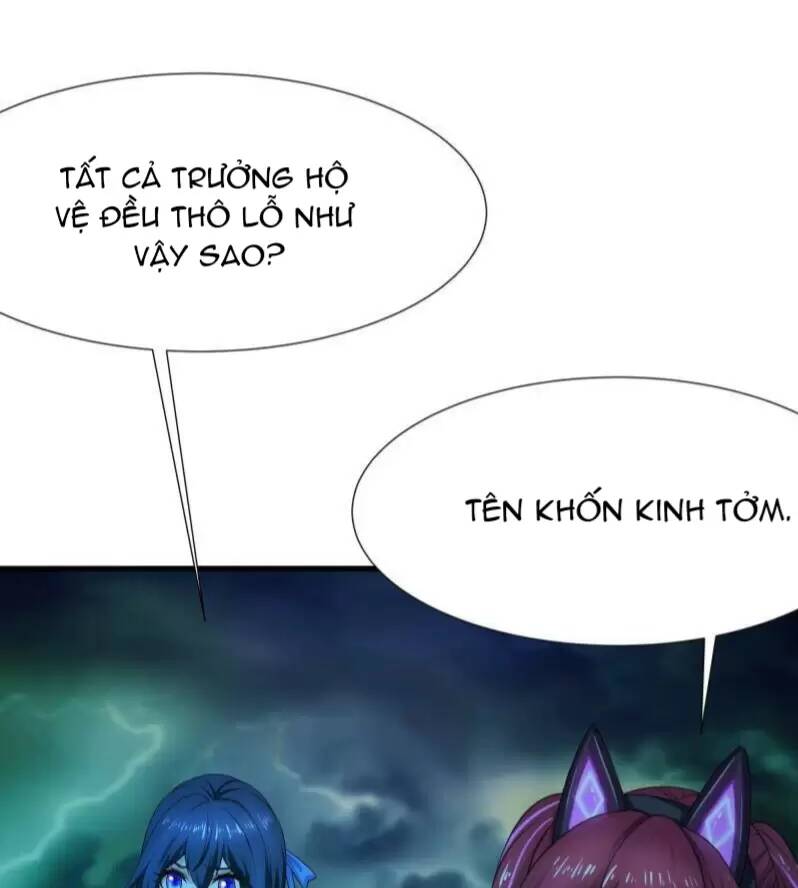 TẤT CẢ TRƯỞNG HỘ
VỆ ĐỀU THÔ LỖ NHƯ
VẬY SAO?
TÊN KHỐN KINH TỞM.